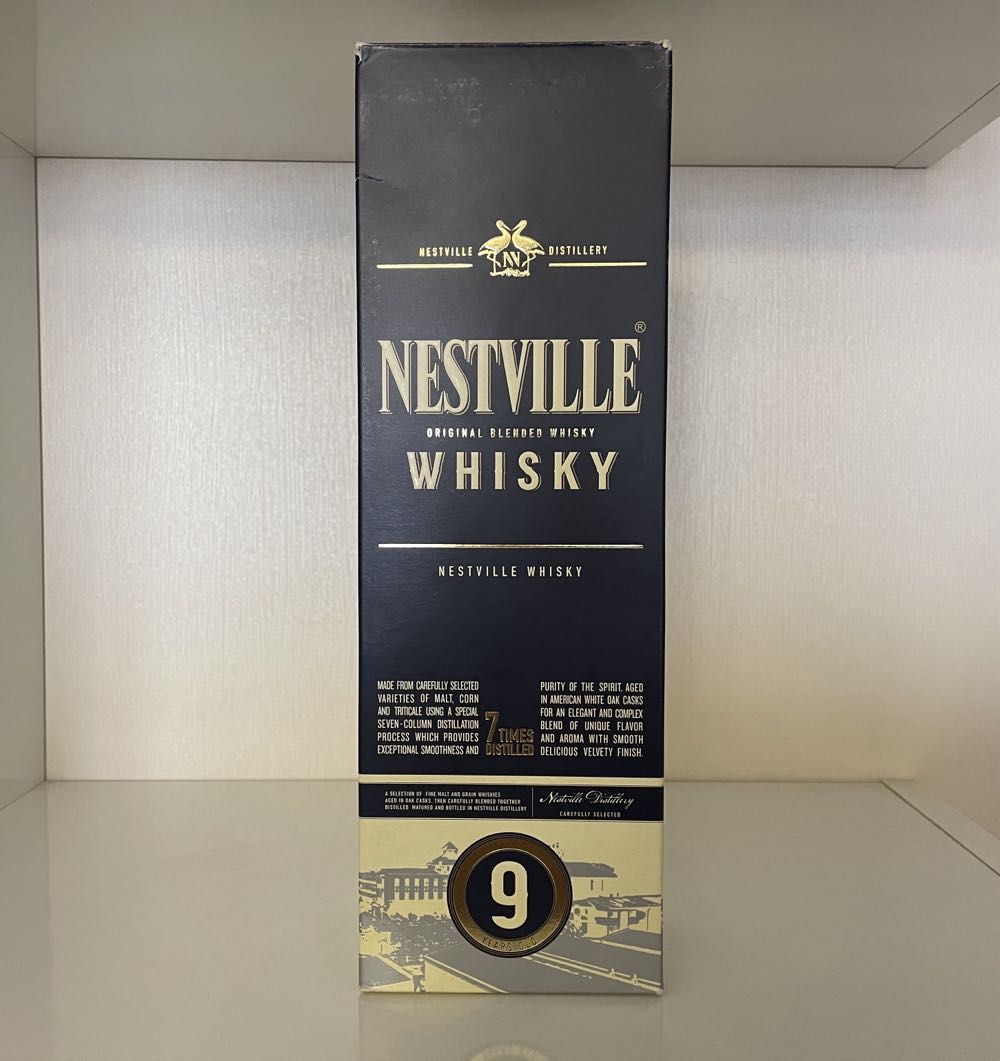 NESTVILLE DISTILLERY
NV
NESTVILLE®
ORIGINAL BLENDED WHISKY
WHISKY
NESTVILLE WHISKY
MADE FROM CAREFULLY SELECTED
VARIETIES OF MALT, CORN
AND TRITICALE USING A SPECIAL
SEVEN-COLUMN DISTILLATION
PROCESS WHICH PROVIDES
EXCEPTIONAL SMOOTHNESS AND
7 TIMES
DISTILLED
PURITY OF THE SPIRIT. AGED
IN AMERICAN WHITE OAK CASKS
FOR AN ELEGANT AND COMPLEX
BLEND OF UNIQUE FLAVOR
AND AROMA WITH SMOOTH
DELICIOUS VELVETY FINISH.
A SELECTION OF FINE MALT AND GRAIN WHISKIES
AGED IN OAK CASKS, THEN CAREFULLY BLENDED TOGETHER
DISTILLED, MATURED AND BOTTLED IN NESTVILLE DISTILLERY
Nestville Distillery
CAREFULLY SELECTED
9
YEARS OLD